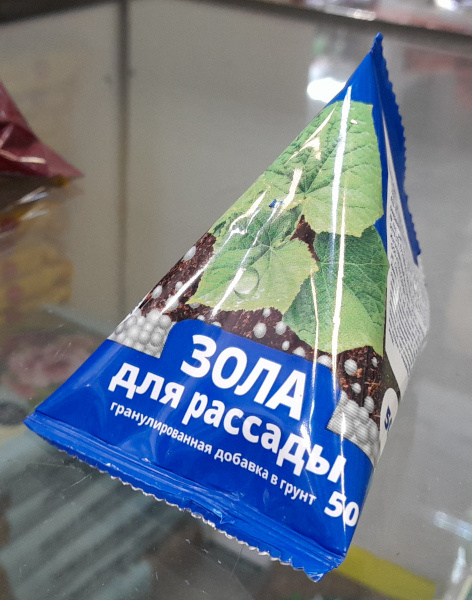 ЗОЛА
для рассады
гранулированная добавка в грунт
50